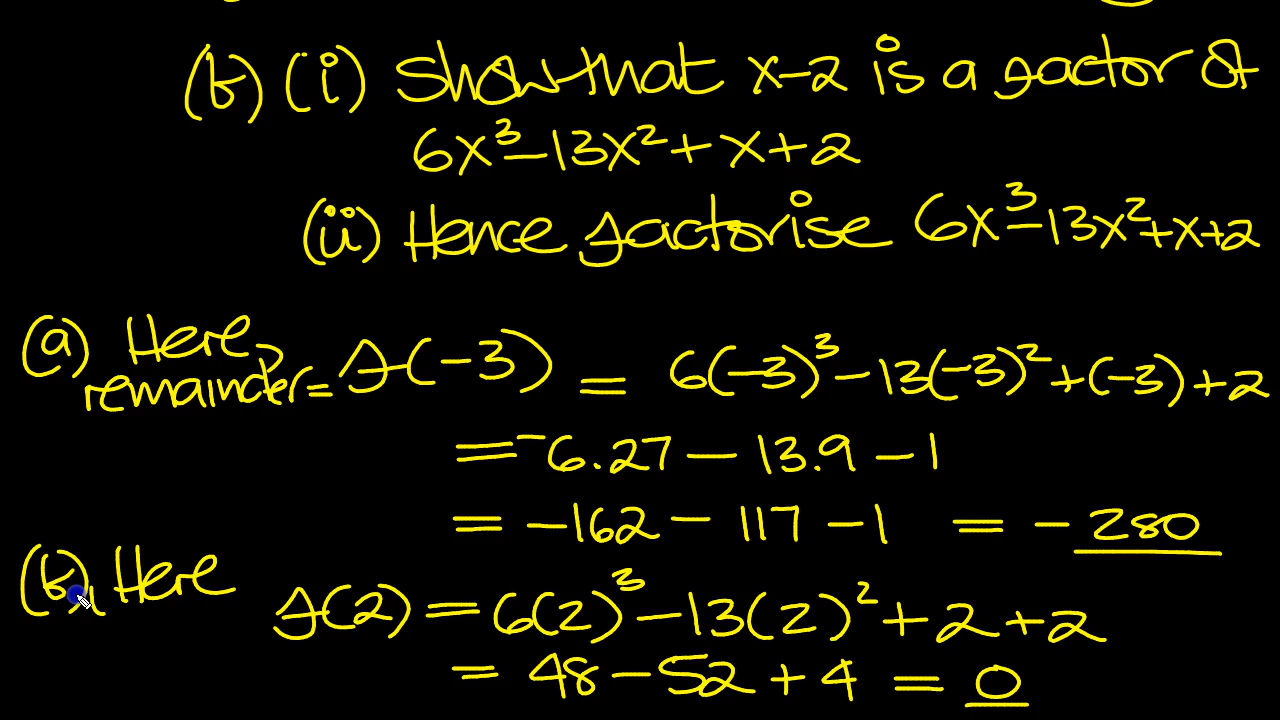 (b) (i) Show that x-2 is a factor of
6x³-13x²+x+2
(ii) Hence factorise 6x³-13x²+x+2
(a) Here,
remainder= f(-3) = 6(-3)³-13(-3)²+(-3)+2
= -6.27 - 13.9 - 1
= -162 - 117 - 1 = -280
(b), Here
f(2) = 6(2)³-13(2)²+2+2
= 48-52+4 = 0